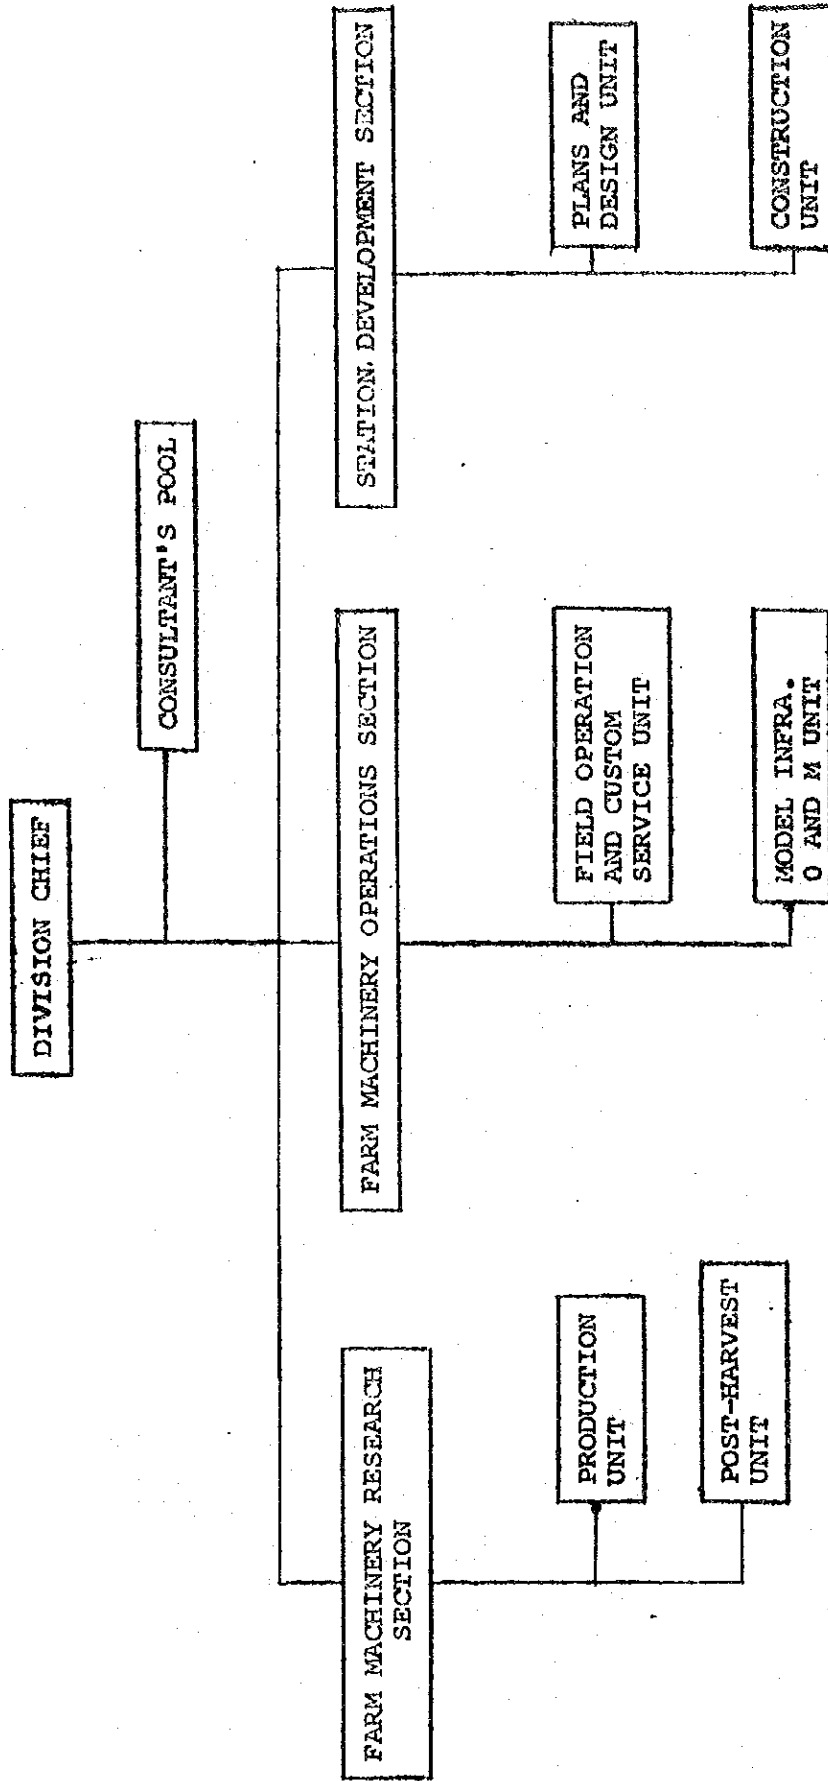 DIVISION CHIEF
CONSULTANT'S POOL
FARM MACHINERY RESEARCH
SECTION
FARM MACHINERY OPERATIONS SECTION
STATION DEVELOPMENT SECTION
PRODUCTION
UNIT
POST-HARVEST
UNIT
FIELD OPERATION
AND CUSTOM
SERVICE UNIT
MODEL INFRA.
O AND M UNIT
PLANS AND
DESIGN UNIT
CONSTRUCTION
UNIT